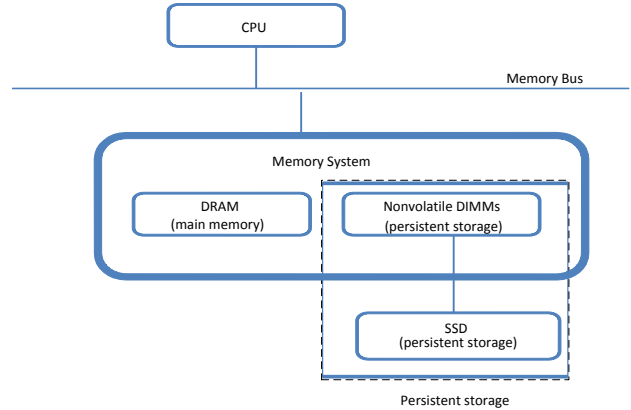 CPU
Memory Bus
Memory System
DRAM
(main memory)
Nonvolatile DIMMs
(persistent storage)
SSD
(persistent storage)
Persistent storage